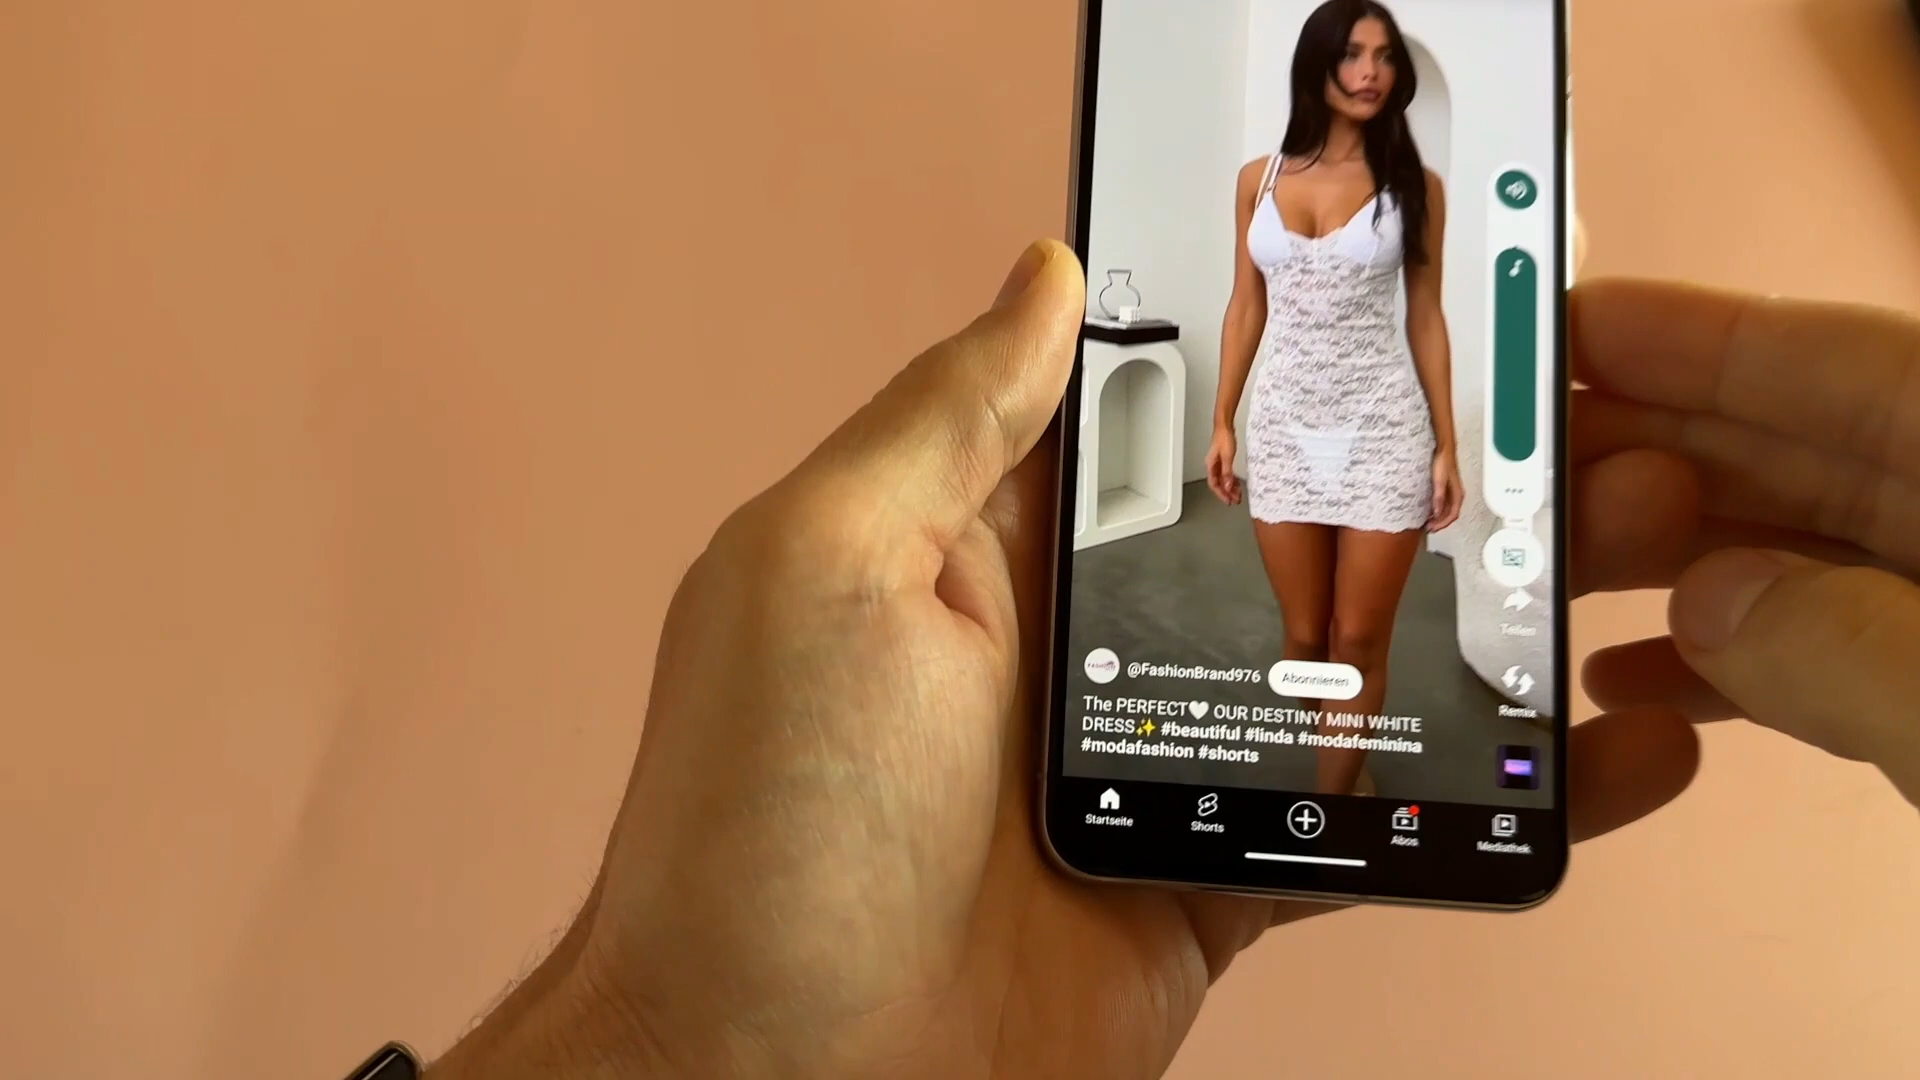 Teilen
@FashionBrand976 Abonnieren
The PERFECT🤍 OUR DESTINY MINI WHITE
DRESS✨ #beautiful #linda #modafeminina
#modafashion #shorts
Remix
Startseite
Shorts
Abos
Mediathek